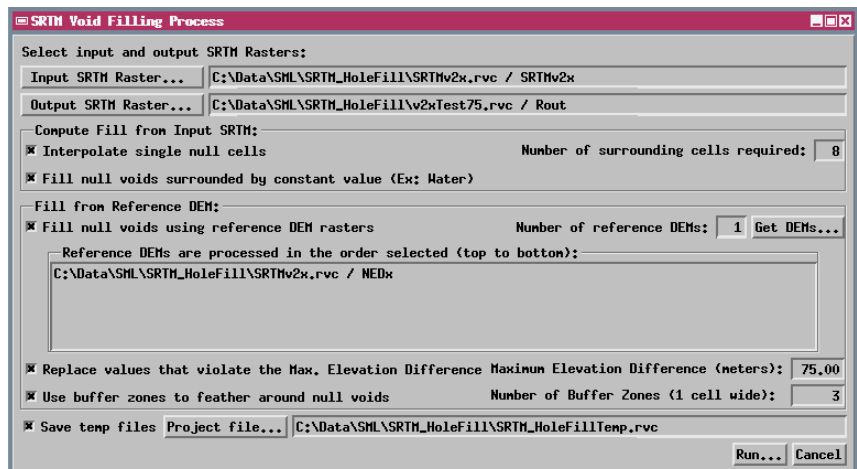 SRTM Void Filling Process
Select input and output SRTM Rasters:
Input SRTM Raster... C:\Data\SML\SRTM_HoleFill\SRTMv2x.rvc / SRTMv2x
Output SRTM Raster... C:\Data\SML\SRTM_HoleFill\v2xTest75.rvc / Rout
Compute Fill from Input SRTM:
Interpolate single null cells Number of surrounding cells required: 8
Fill null voids surrounded by constant value (Ex: Water)
Fill from Reference DEM:
Fill null voids using reference DEM rasters Number of reference DEMs: 1 Get DEMs...
Reference DEMs are processed in the order selected (top to bottom):
C:\Data\SML\SRTM_HoleFill\SRTMv2x.rvc / NEDx
Replace values that violate the Max. Elevation Difference Maximum Elevation Difference (meters): 75.00
Use buffer zones to feather around null voids Number of Buffer Zones (1 cell wide): 3
Save temp files Project file... C:\Data\SML\SRTM_HoleFill\SRTM_HoleFillTemp.rvc
Run... Cancel